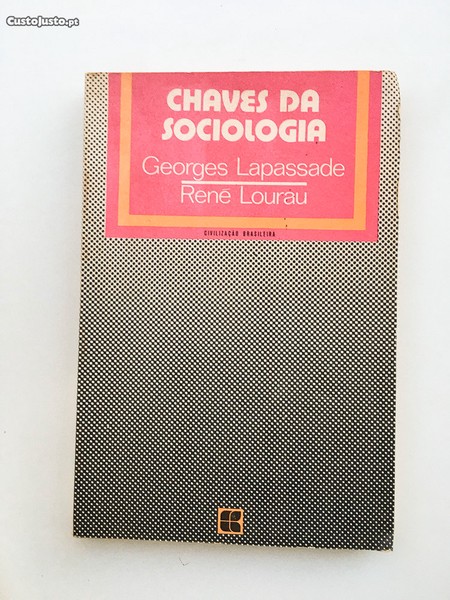 CustoJusto.pt
CHAVES DA
SOCIOLOGIA
Georges Lapassade
René Lourau
CIVILIZAÇÃO BRASILEIRA